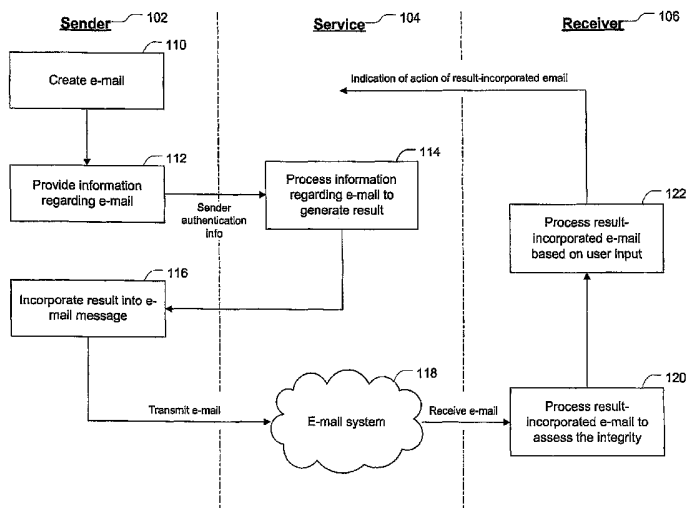 Sender 102
Service 104
Receiver 106
110
Create e-mail
Indication of action of result-incorporated email
112
Provide information
regarding e-mail
Sender
authentication
info
114
Process information
regarding e-mail to
generate result
122
Process result-
incorporated e-mail
based on user input
116
Incorporate result into e-
mail message
118
E-mail system
Transmit e-mail
Receive e-mail
120
Process result-
incorporated e-mail to
assess the integrity